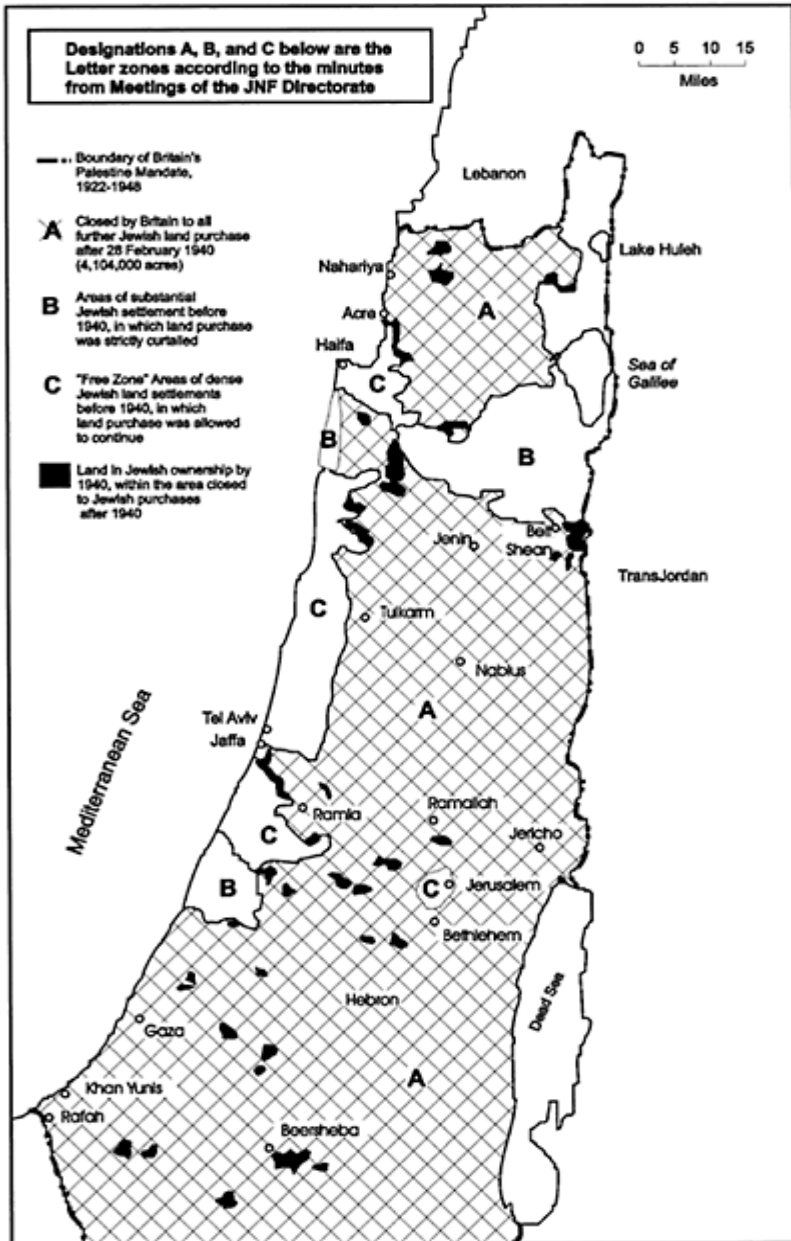 Designations A, B, and C below are the
Letter zones according to the minutes
from Meetings of the JNF Directorate
0 5 10 15
Miles
Boundary of Britain's
Palestine Mandate,
1922-1948
A
Closed by Britain to all
further Jewish land purchase
after 28 February 1940
(4,104,000 acres)
B
Areas of substantial
Jewish settlement before
1940, in which land purchase
was strictly curtailed
C
"Free Zone" Areas of dense
Jewish land settlements
before 1940, in which
land purchase was allowed
to continue
Land in Jewish ownership by
1940, within the area closed
to Jewish purchases
after 1940
Lebanon
Lake Huleh
Nahariya
A
Acre
Haifa
C
Sea of
Galilee
B
B
Jenin
Beit
Shean
TransJordan
C
Tulkarm
Nablus
A
Mediterranean Sea
Tel Aviv
Jaffa
Ramla
Ramallah
Jericho
C
B
C
Jerusalem
Bethlehem
Dead Sea
Hebron
Gaza
A
Khan Yunis
Rafah
Beersheba